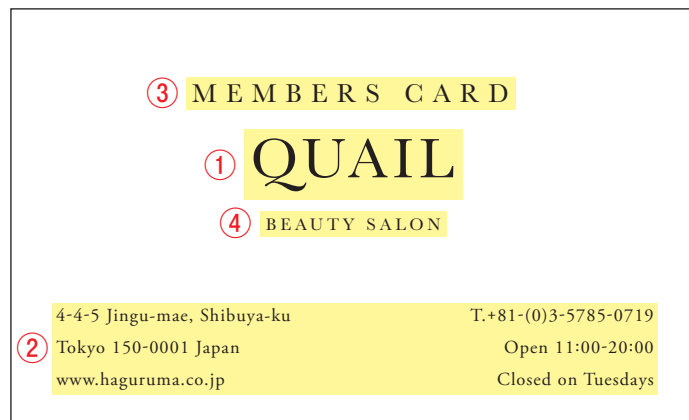 ③ MEMBERS CARD
① QUAIL
④ BEAUTY SALON
4-4-5 Jingu-mae, Shibuya-ku T.+81-(0)3-5785-0719
② Tokyo 150-0001 Japan Open 11:00-20:00
www.haguruma.co.jp Closed on Tuesdays